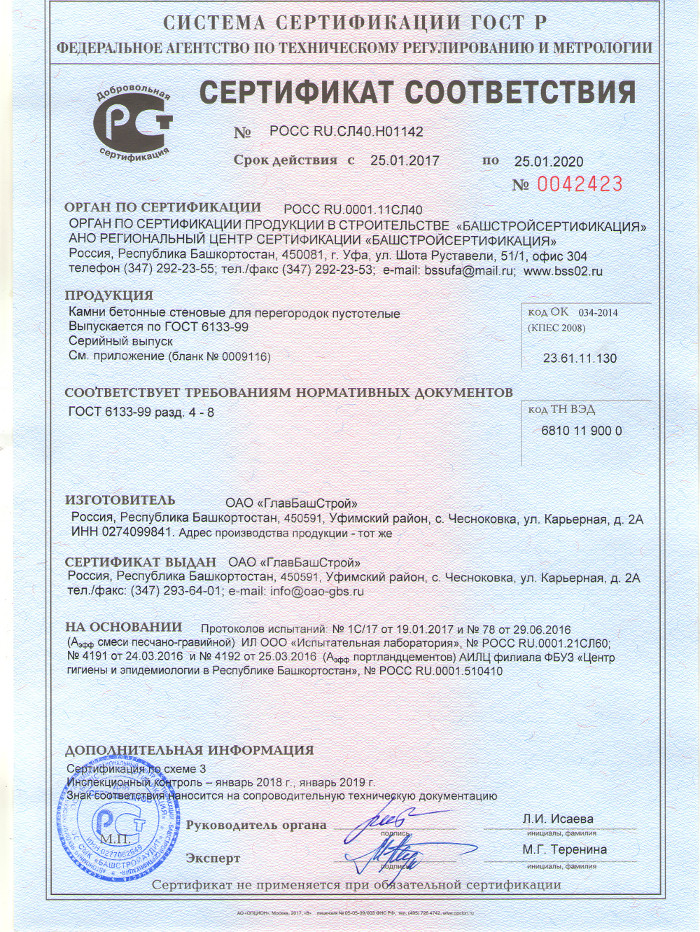 СИСТЕМА СЕРТИФИКАЦИИ ГОСТ Р
ФЕДЕРАЛЬНОЕ АГЕНТСТВО ПО ТЕХНИЧЕСКОМУ РЕГУЛИРОВАНИЮ И МЕТРОЛОГИИ
Добровольная
РСТ
сертификация
СЕРТИФИКАТ СООТВЕТСТВИЯ
№ РОСС RU.СЛ40.Н01142
Срок действия с 25.01.2017 по 25.01.2020
№ 0042423
ОРГАН ПО СЕРТИФИКАЦИИ РОСС RU.0001.11СЛ40
ОРГАН ПО СЕРТИФИКАЦИИ ПРОДУКЦИИ В СТРОИТЕЛЬСТВЕ «БАШСТРОЙСЕРТИФИКАЦИЯ»
АНО РЕГИОНАЛЬНЫЙ ЦЕНТР СЕРТИФИКАЦИИ «БАШСТРОЙСЕРТИФИКАЦИЯ»
Россия, Республика Башкортостан, 450081, г. Уфа, ул. Шота Руставели, 51/1, офис 304
телефон (347) 292-23-55; тел./факс (347) 292-23-53; e-mail: bssufa@mail.ru; www.bss02.ru
ПРОДУКЦИЯ
Камни бетонные стеновые для перегородок пустотелые
Выпускается по ГОСТ 6133-99
Серийный выпуск
См. приложение (бланк № 0009116)
код ОК 034-2014
(КПЕС 2008)
23.61.11.130
СООТВЕТСТВУЕТ ТРЕБОВАНИЯМ НОРМАТИВНЫХ ДОКУМЕНТОВ
ГОСТ 6133-99 разд. 4 - 8
код ТН ВЭД
6810 11 900 0
ИЗГОТОВИТЕЛЬ ОАО «ГлавБашСтрой»
Россия, Республика Башкортостан, 450591, Уфимский район, с. Чесноковка, ул. Карьерная, д. 2А
ИНН 0274099841. Адрес производства продукции - тот же
СЕРТИФИКАТ ВЫДАН ОАО «ГлавБашСтрой»
Россия, Республика Башкортостан, 450591, Уфимский район, с. Чесноковка, ул. Карьерная, д. 2А
тел./факс: (347) 293-64-01; e-mail: info@oao-gbs.ru
НА ОСНОВАНИИ Протоколов испытаний: № 1С/17 от 19.01.2017 и № 78 от 29.06.2016
(Аэфф смеси песчано-гравийной) ИЛ ООО «Испытательная лаборатория», № РОСС RU.0001.21СЛ60;
№ 4191 от 24.03.2016 и № 4192 от 25.03.2016 (Аэфф портландцементов) АИЛЦ филиала ФБУЗ «Центр
гигиены и эпидемиологии в Республике Башкортостан», № РОСС RU.0001.510410
ДОПОЛНИТЕЛЬНАЯ ИНФОРМАЦИЯ
Сертификация по схеме 3
Инспекционный контроль – январь 2018 г., январь 2019 г.
Знак соответствия наносится на сопроводительную техническую документацию
М.П.
Руководитель органа
подпись
Л.И. Исаева
инициалы, фамилия
Эксперт
подпись
М.Г. Теренина
инициалы, фамилия
Сертификат не применяется при обязательной сертификации